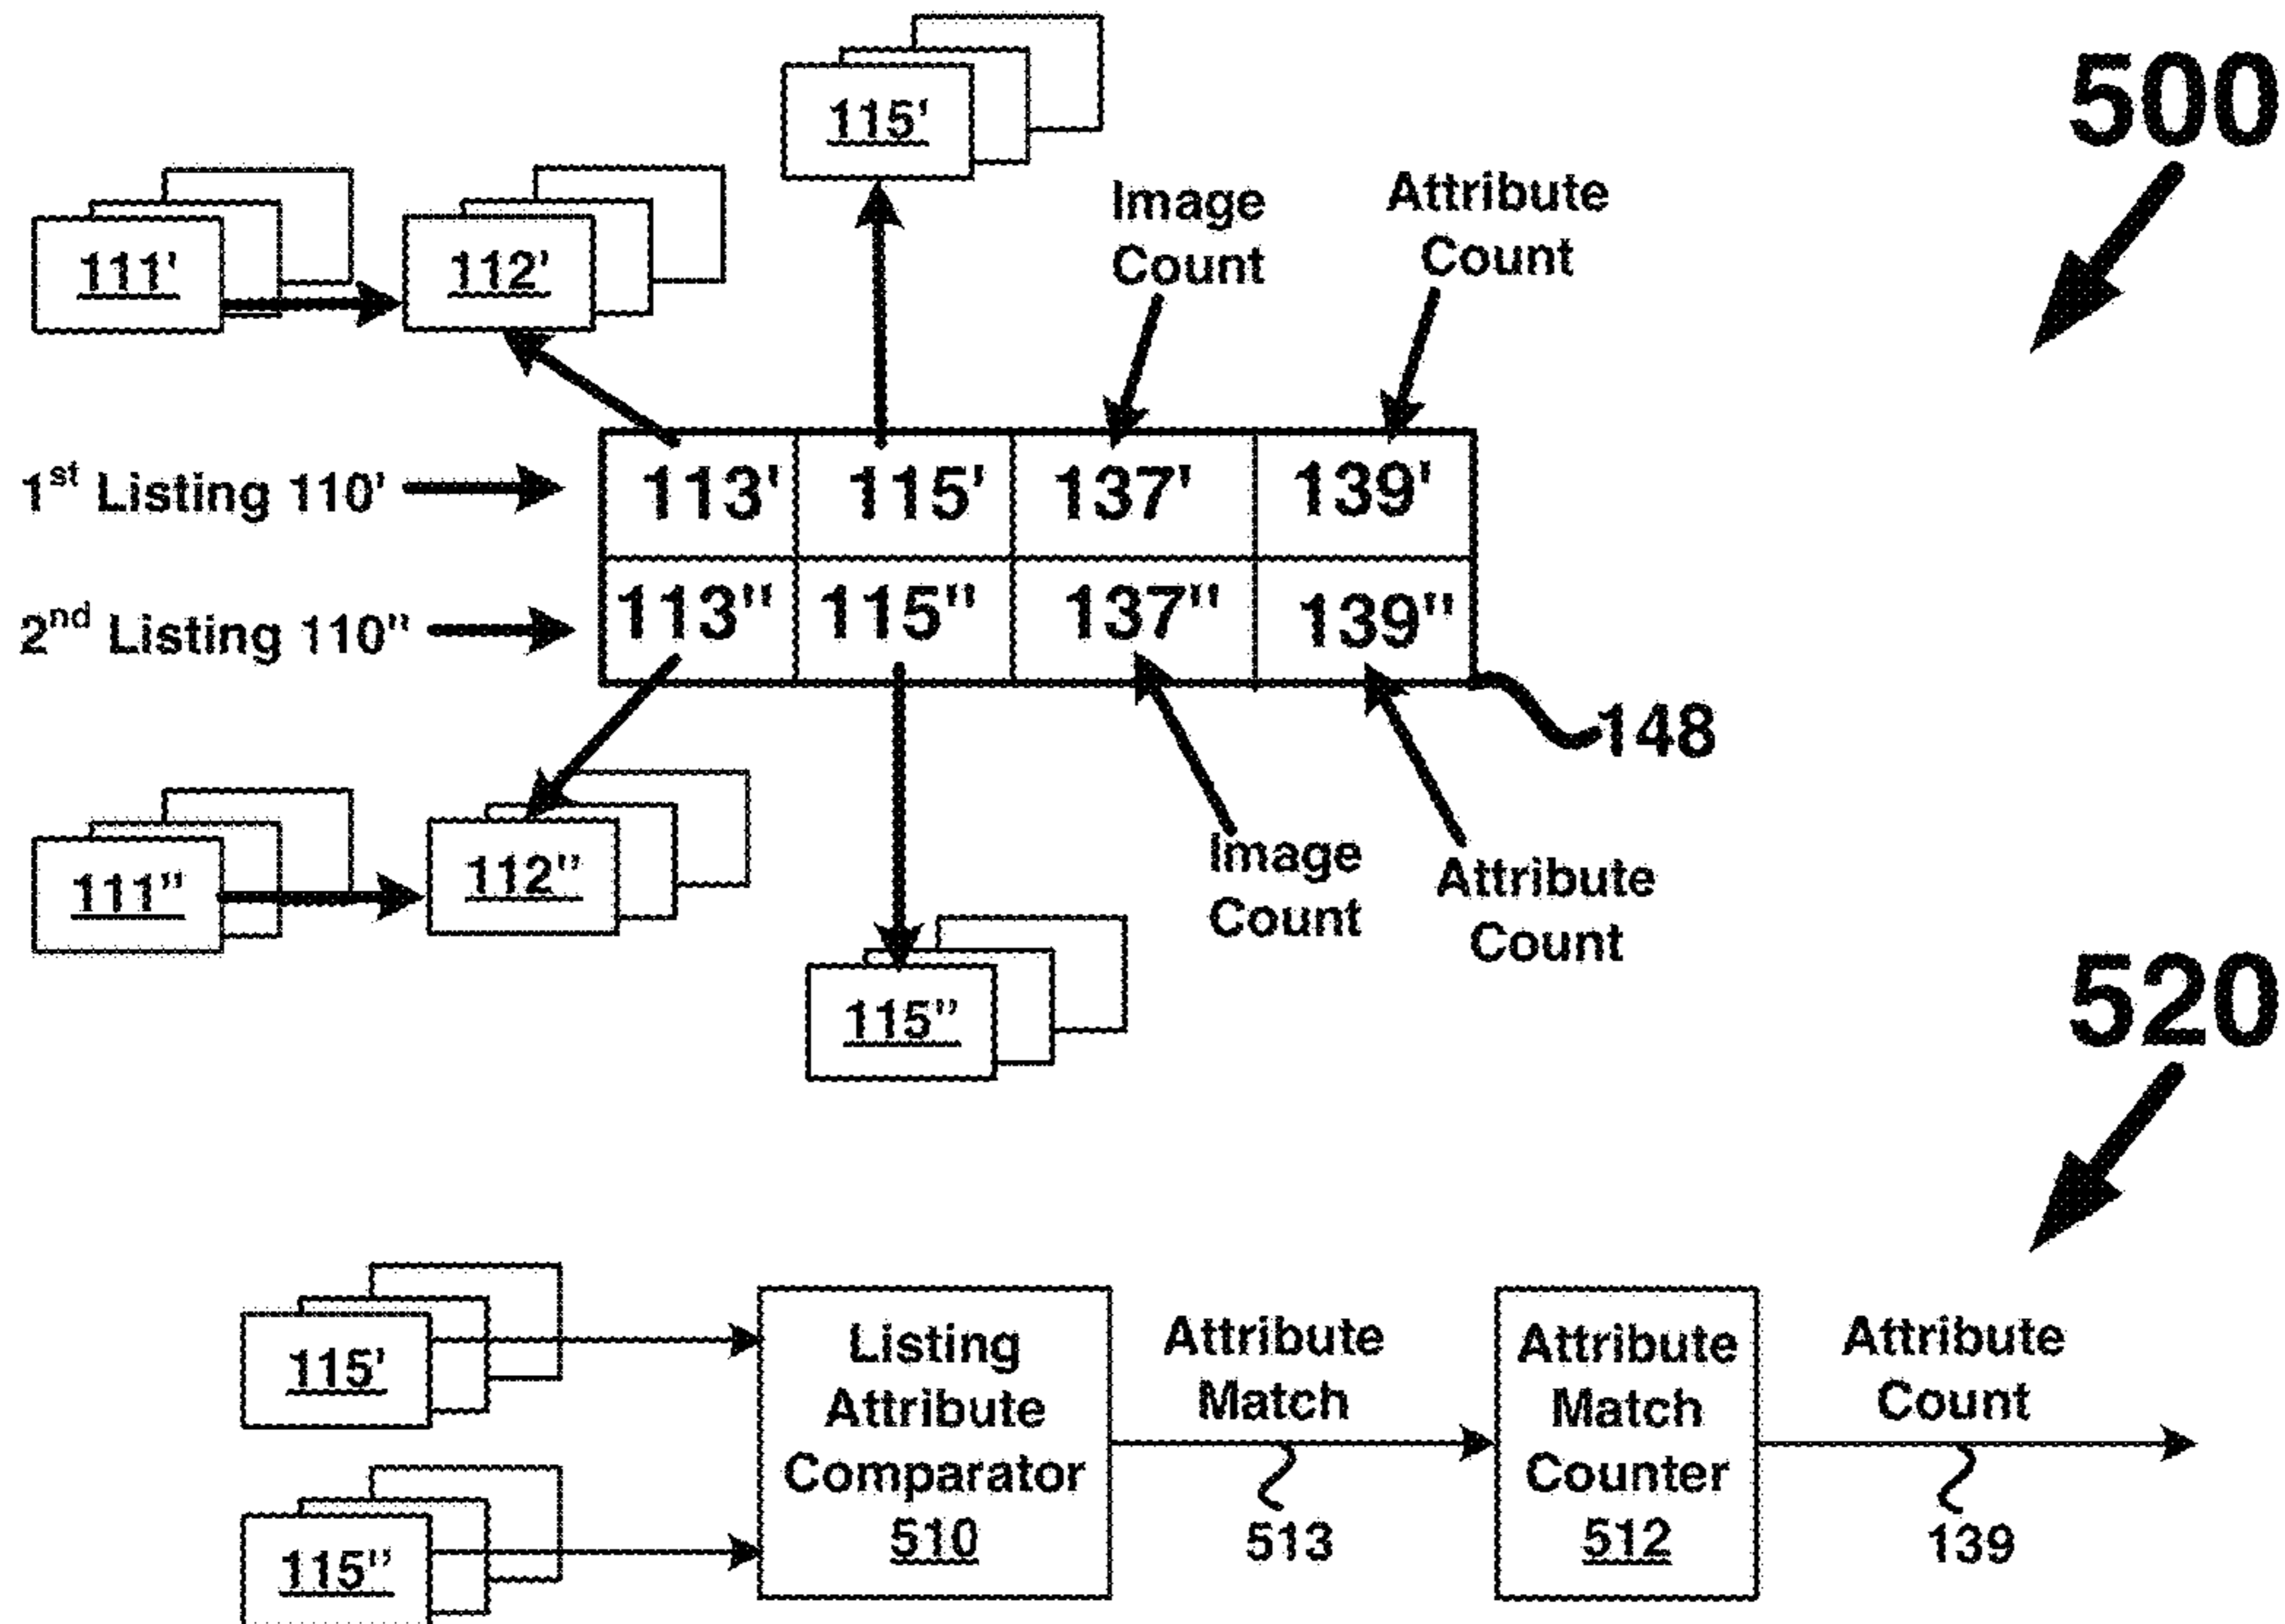 500
115'
Image
Count
Attribute
Count
111'
112'
1st Listing 110'
113' 115' 137' 139'
2nd Listing 110"
113" 115" 137" 139"
148
111"
112"
Image
Count
Attribute
Count
115"
520
115'
115"
Listing
Attribute
Comparator
510
Attribute
Match
513
Attribute
Match
Counter
512
Attribute
Count
139